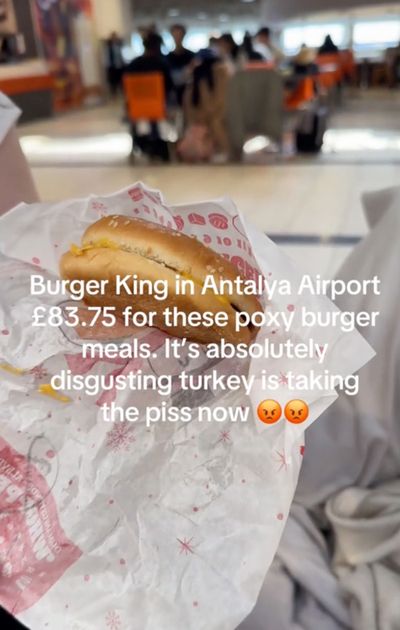 Burger King in Antalya Airport
£83.75 for these poxy burger
meals. It's absolutely
disgusting turkey is taking
the piss now 😡😡